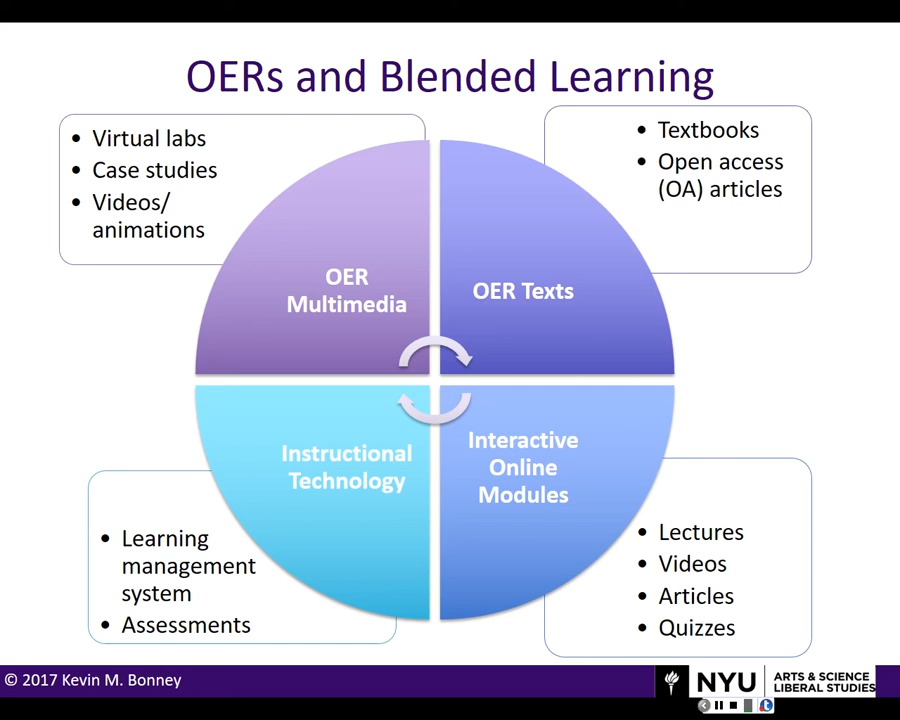 OERs and Blended Learning
• Virtual labs
• Case studies
• Videos/
animations
• Textbooks
• Open access
(OA) articles
OER
Multimedia
OER Texts
Instructional
Technology
Interactive
Online
Modules
• Learning
management
system
• Assessments
• Lectures
• Videos
• Articles
• Quizzes
© 2017 Kevin M. Bonney
NYU
ARTS & SCIENCE
LIBERAL STUDIES